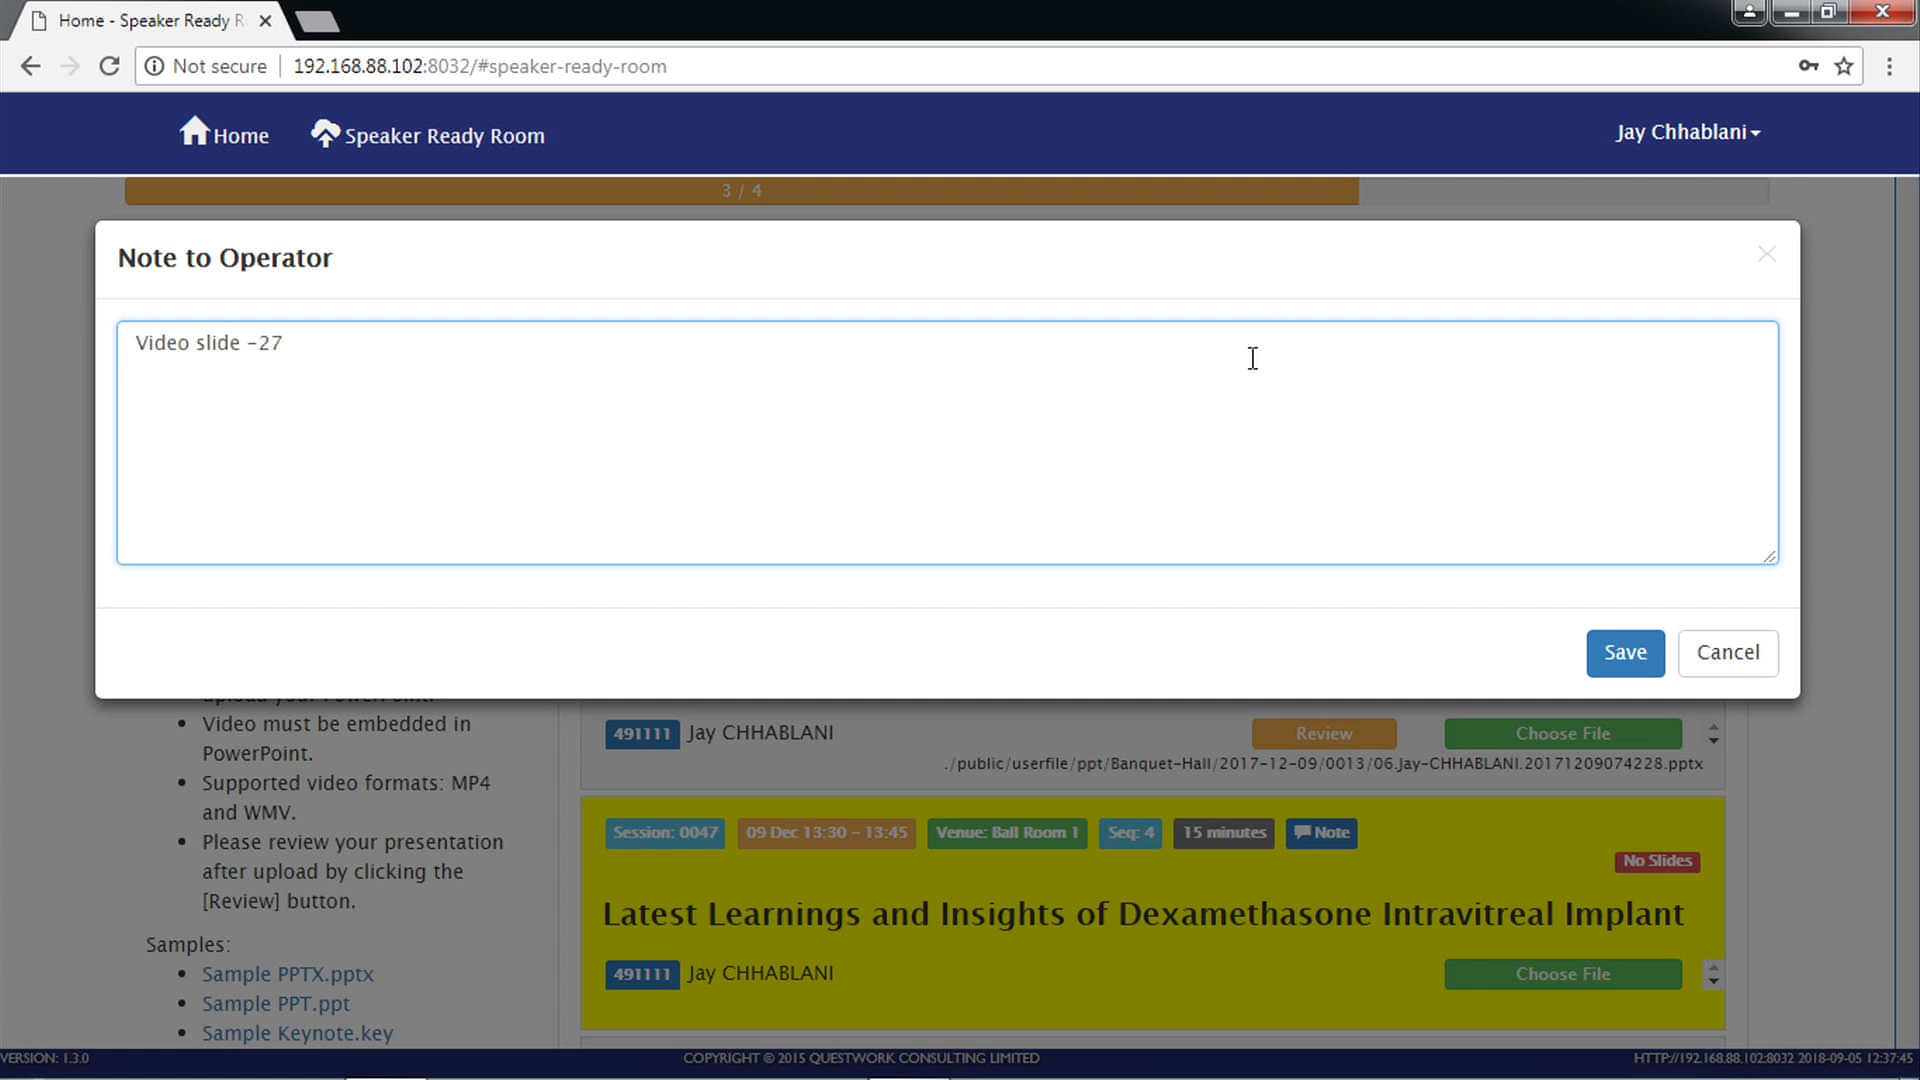 Home - Speaker Ready R
Not secure
192.168.88.102:8032/#speaker-ready-room
Home
Speaker Ready Room
Jay Chhablani
3 / 4
Note to Operator
Video slide -27
Save
Cancel
upload your PowerPoint.
Video must be embedded in
PowerPoint.
Supported video formats: MP4
and WMV.
Please review your presentation
after upload by clicking the
[Review] button.
Samples:
Sample PPTX.pptx
Sample PPT.ppt
Sample Keynote.key
491111 Jay CHHABLANI Review Choose File
./public/userfile/ppt/Banquet-Hall/2017-12-09/0013/06.Jay-CHHABLANI.20171209074228.pptx
Session: 0047 09 Dec 13:30 - 13:45 Venue: Ball Room 1 Seq: 4 15 minutes Note
No Slides
Latest Learnings and Insights of Dexamethasone Intravitreal Implant
491111 Jay CHHABLANI Choose File
VERSION: 1.3.0
COPYRIGHT © 2015 QUESTWORK CONSULTING LIMITED
HTTP://192.168.88.102:8032 2018-09-05 12:37:45